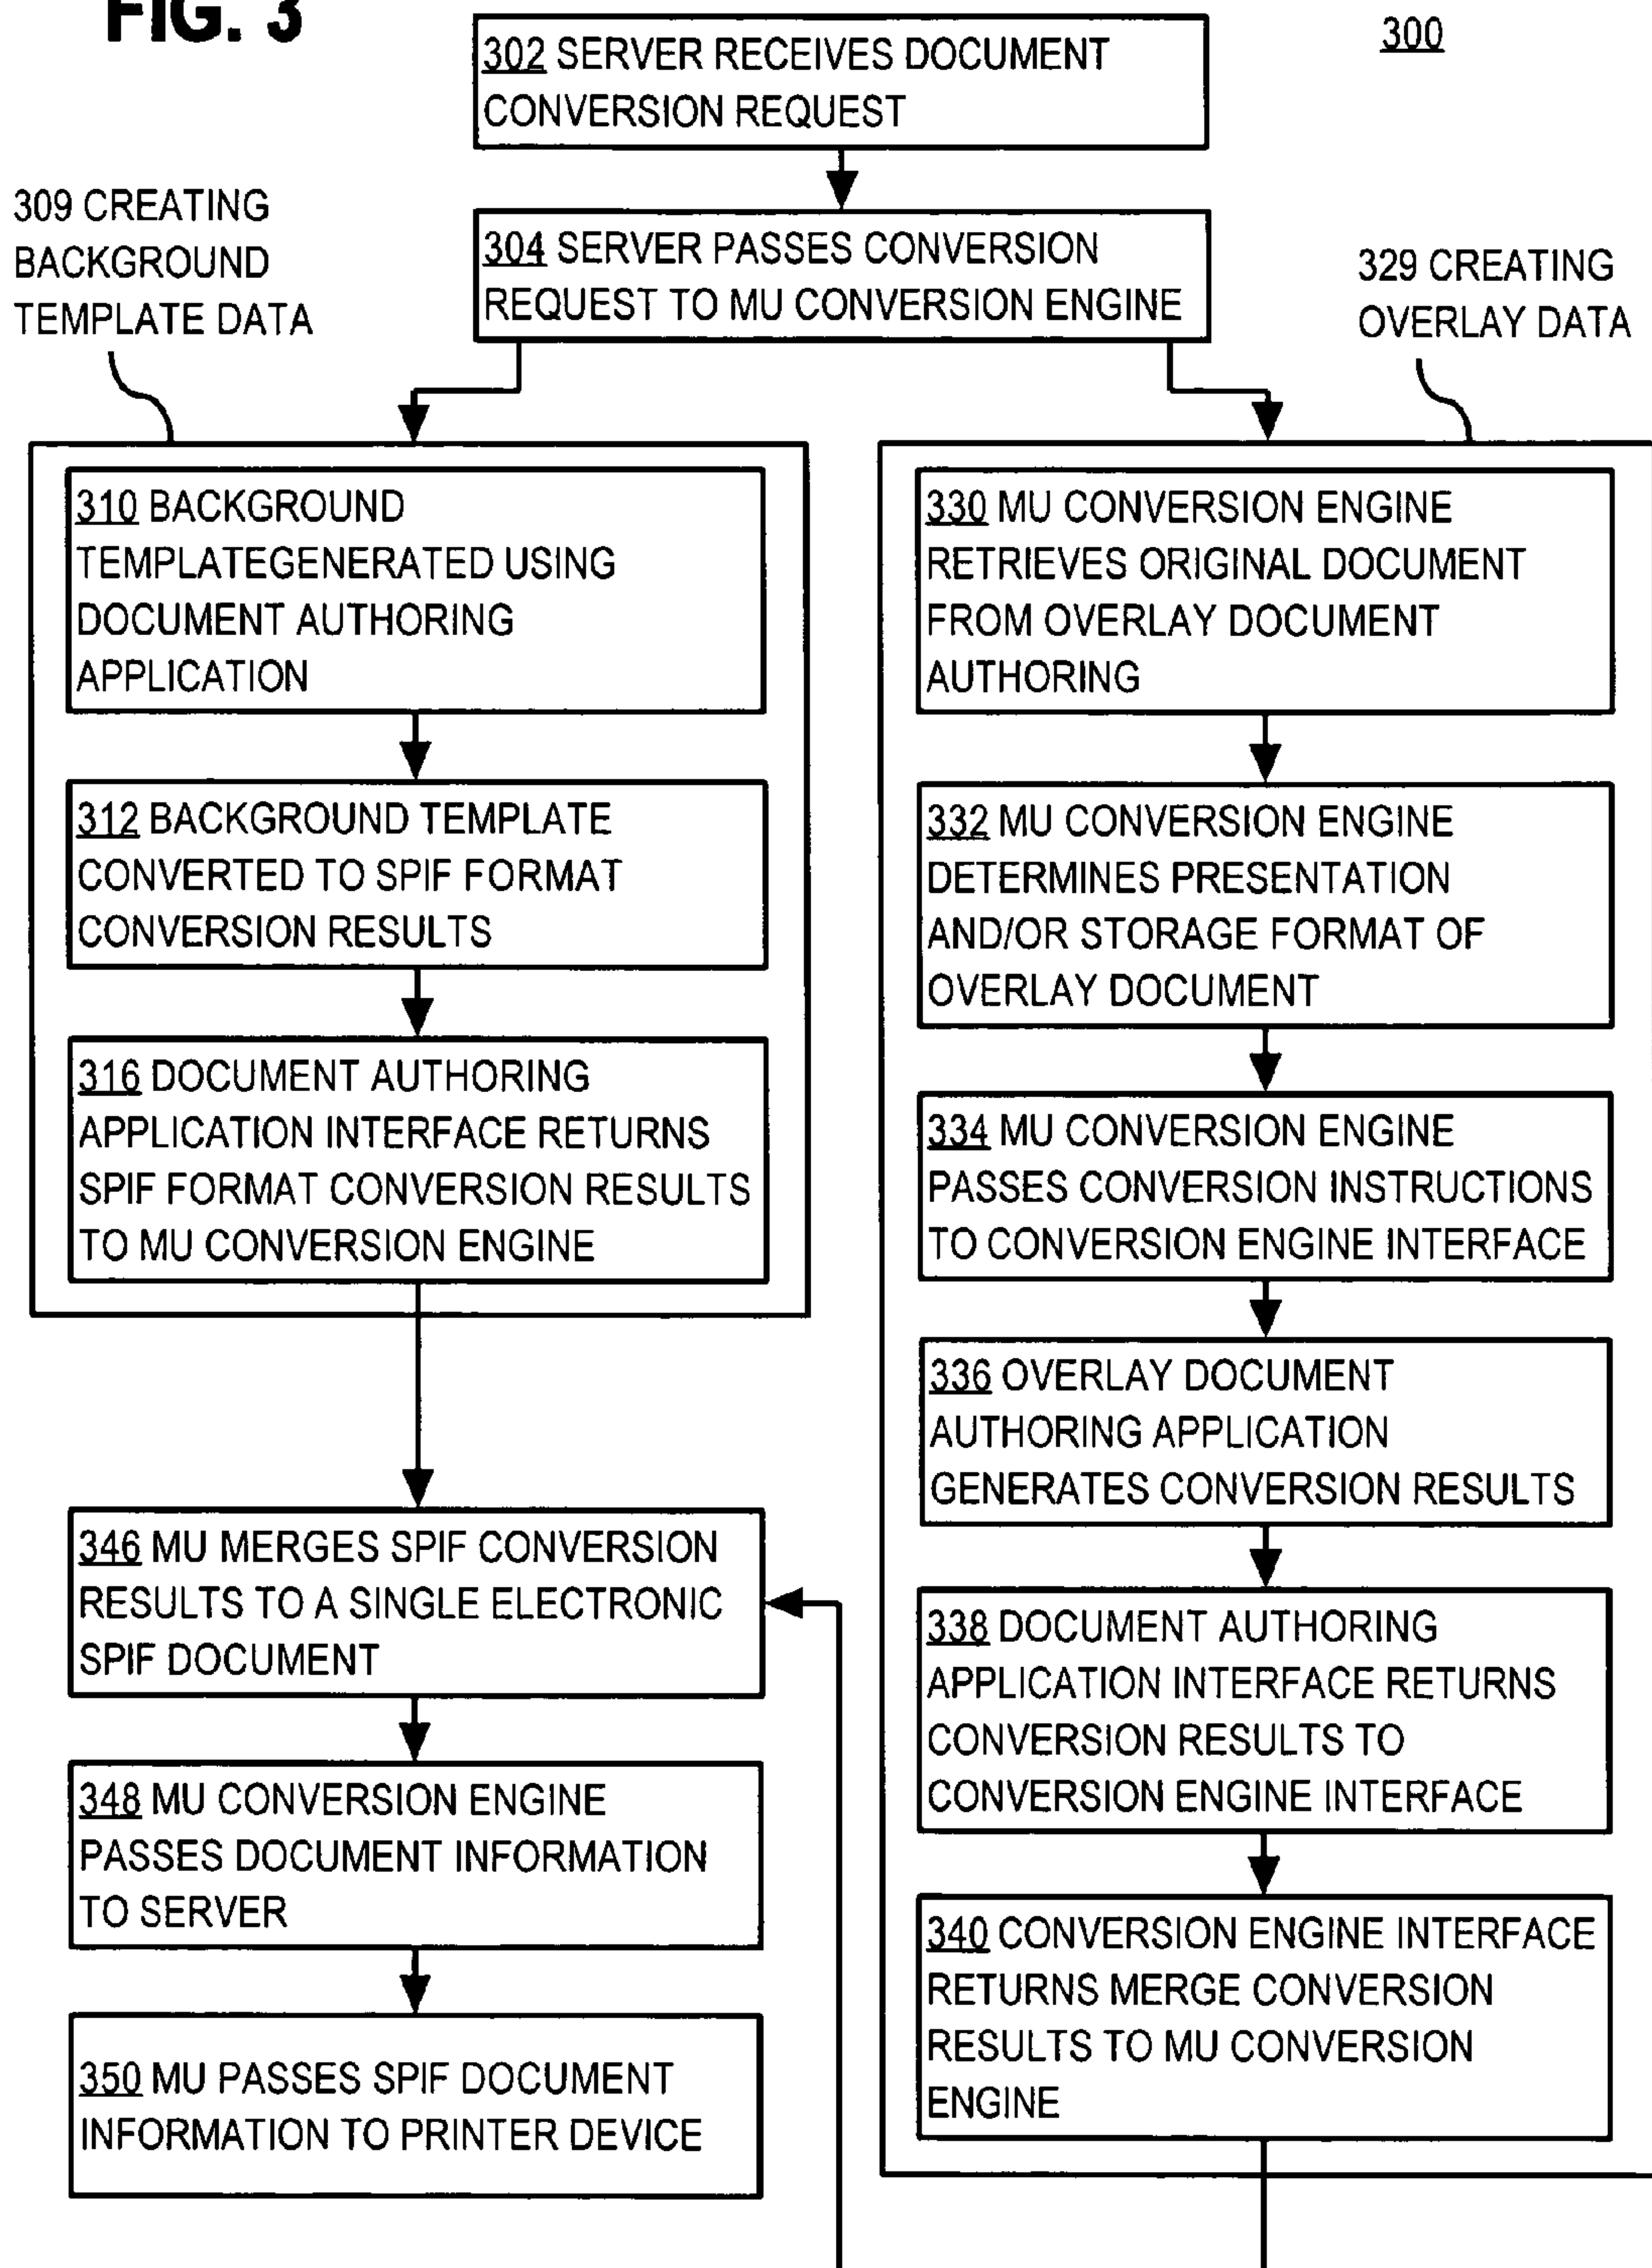 FIG. 3
300
302 SERVER RECEIVES DOCUMENT
CONVERSION REQUEST
304 SERVER PASSES CONVERSION
REQUEST TO MU CONVERSION ENGINE
309 CREATING
BACKGROUND
TEMPLATE DATA
329 CREATING
OVERLAY DATA
310 BACKGROUND
TEMPLATEGENERATED USING
DOCUMENT AUTHORING
APPLICATION
312 BACKGROUND TEMPLATE
CONVERTED TO SPIF FORMAT
CONVERSION RESULTS
316 DOCUMENT AUTHORING
APPLICATION INTERFACE RETURNS
SPIF FORMAT CONVERSION RESULTS
TO MU CONVERSION ENGINE
330 MU CONVERSION ENGINE
RETRIEVES ORIGINAL DOCUMENT
FROM OVERLAY DOCUMENT
AUTHORING
332 MU CONVERSION ENGINE
DETERMINES PRESENTATION
AND/OR STORAGE FORMAT OF
OVERLAY DOCUMENT
334 MU CONVERSION ENGINE
PASSES CONVERSION INSTRUCTIONS
TO CONVERSION ENGINE INTERFACE
336 OVERLAY DOCUMENT
AUTHORING APPLICATION
GENERATES CONVERSION RESULTS
338 DOCUMENT AUTHORING
APPLICATION INTERFACE RETURNS
CONVERSION RESULTS TO
CONVERSION ENGINE INTERFACE
340 CONVERSION ENGINE INTERFACE
RETURNS MERGE CONVERSION
RESULTS TO MU CONVERSION
ENGINE
346 MU MERGES SPIF CONVERSION
RESULTS TO A SINGLE ELECTRONIC
SPIF DOCUMENT
348 MU CONVERSION ENGINE
PASSES DOCUMENT INFORMATION
TO SERVER
350 MU PASSES SPIF DOCUMENT
INFORMATION TO PRINTER DEVICE